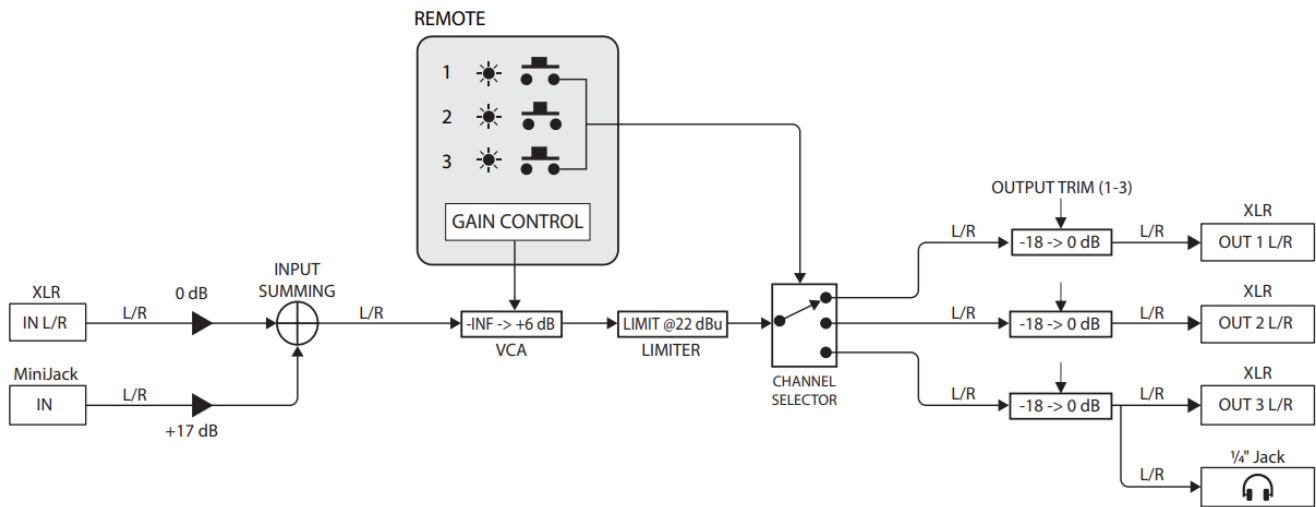 REMOTE
1
2
3
GAIN CONTROL
OUTPUT TRIM (1-3)
XLR
L/R
-18 -> 0 dB
L/R
OUT 1 L/R
INPUT
SUMMING
XLR
0 dB
IN L/R
L/R
L/R
-INF -> +6 dB
VCA
LIMIT @22 dBu
LIMITER
XLR
L/R
-18 -> 0 dB
L/R
OUT 2 L/R
MiniJack
IN
L/R
+17 dB
CHANNEL
SELECTOR
XLR
L/R
-18 -> 0 dB
L/R
OUT 3 L/R
¼" Jack
L/R